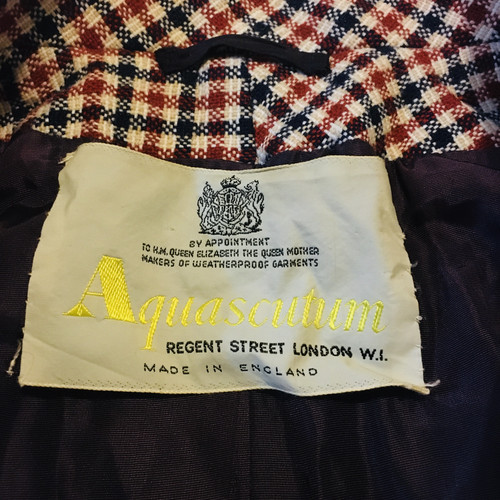 BY APPOINTMENT
TO H.M. QUEEN ELIZABETH THE QUEEN MOTHER
MAKERS OF WEATHERPROOF GARMENTS
Aquascutum
REGENT STREET LONDON W.I.
MADE IN ENGLAND